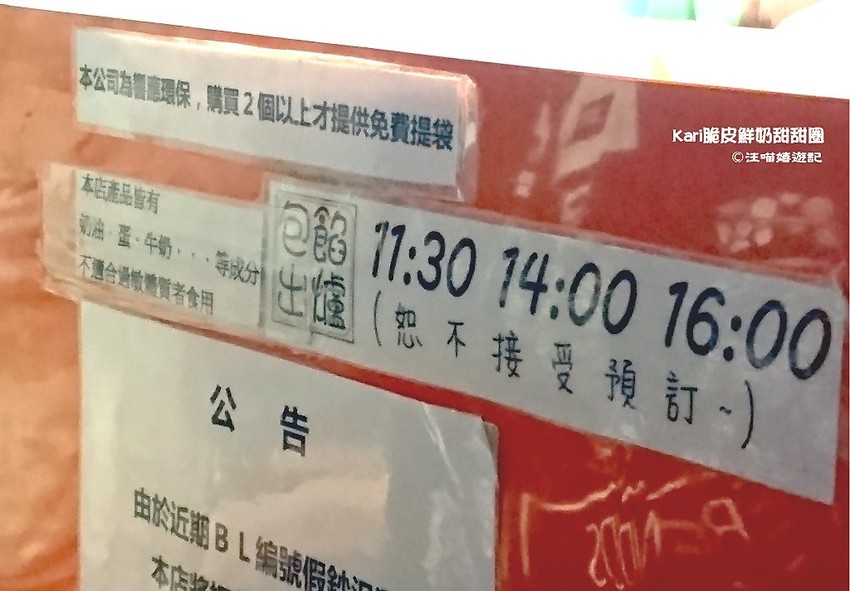 本公司為響應環保，購買2個以上才提供免費提袋
Kari脆皮鮮奶甜甜圈
©汪喵嬉遊記
本店產品皆有
奶油．蛋．牛奶．．．等成分
不適合過敏體質者食用
包餡
出爐
11:30 14:00 16:00
(恕不接受預訂~)
公告
由於近期BL編號假鈔
本店將